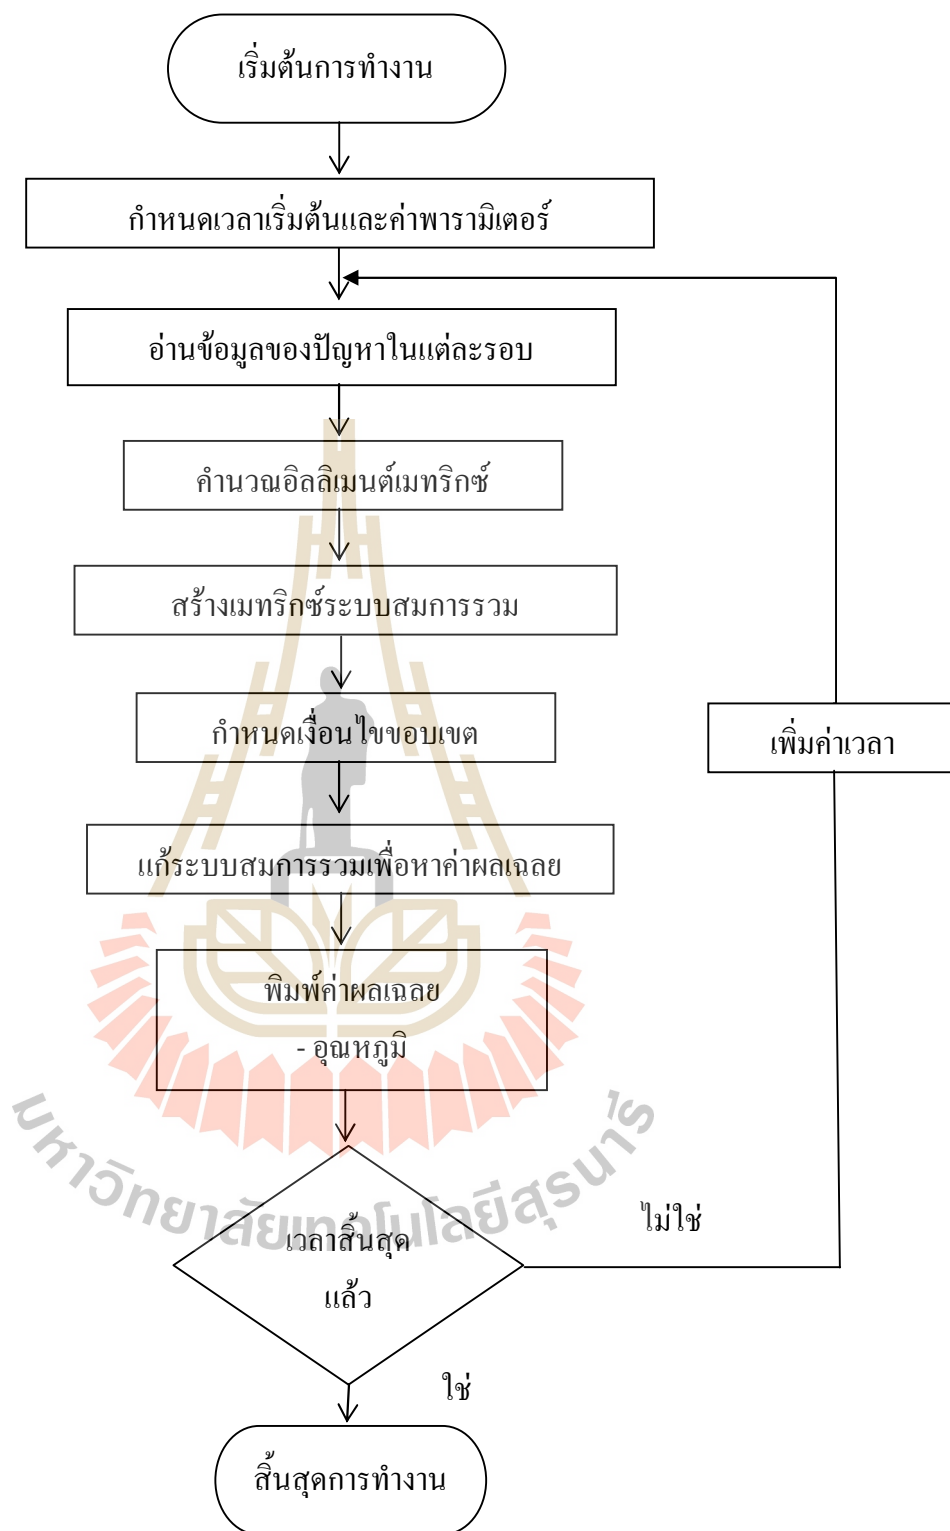 เริ่มต้นการทำงาน
กำหนดเวลาเริ่มต้นและค่าพารามิเตอร์
อ่านข้อมูลของปัญหาในแต่ละรอบ
คำนวณอิลลิเมนต์เมทริกซ์
สร้างเมทริกซ์ระบบสมการรวม
กำหนดเงื่อนไขขอบเขต
เพิ่มค่าเวลา
แก้ระบบสมการรวมเพื่อหาค่าผลเฉลย
พิมพ์ค่าผลเฉลย
- อุณหภูมิ
มหาวิทยาลัยเทคโนโลยีสุรนารี
ไม่ใช่
เวลาสิ้นสุด
แล้ว
ใช่
สิ้นสุดการทำงาน